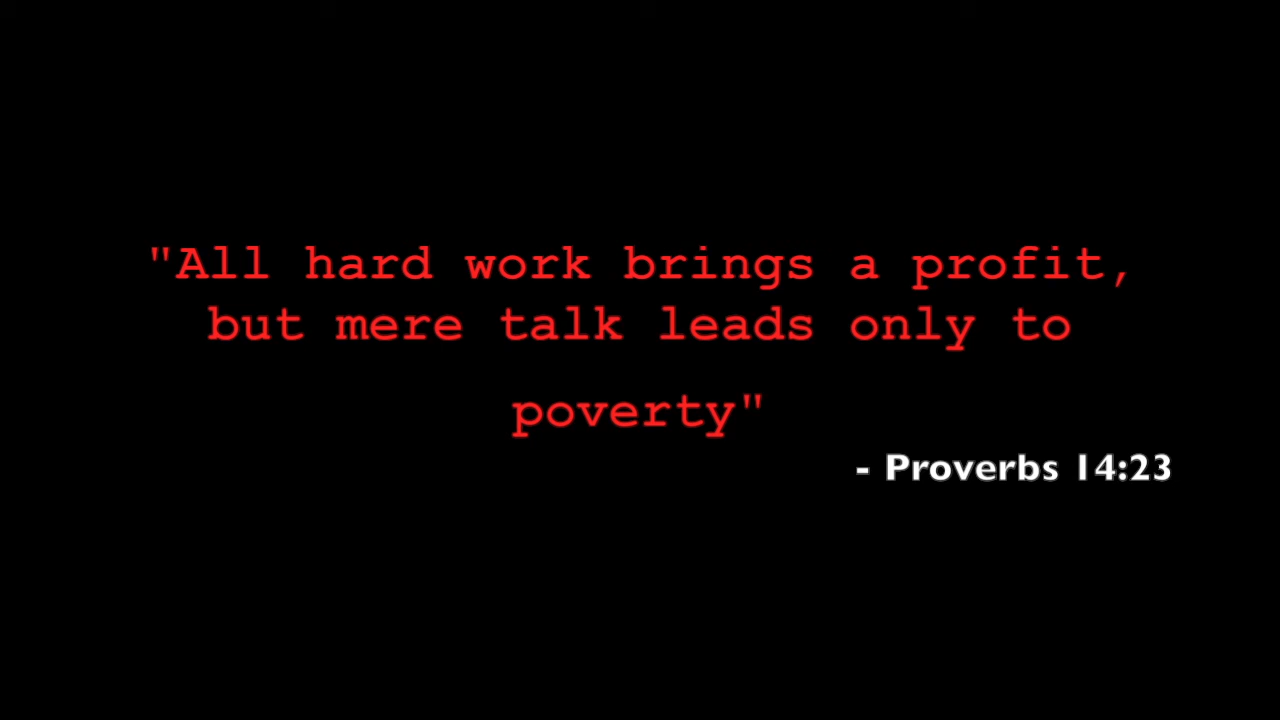 "All hard work brings a profit,
but mere talk leads only to
poverty"
- Proverbs 14:23